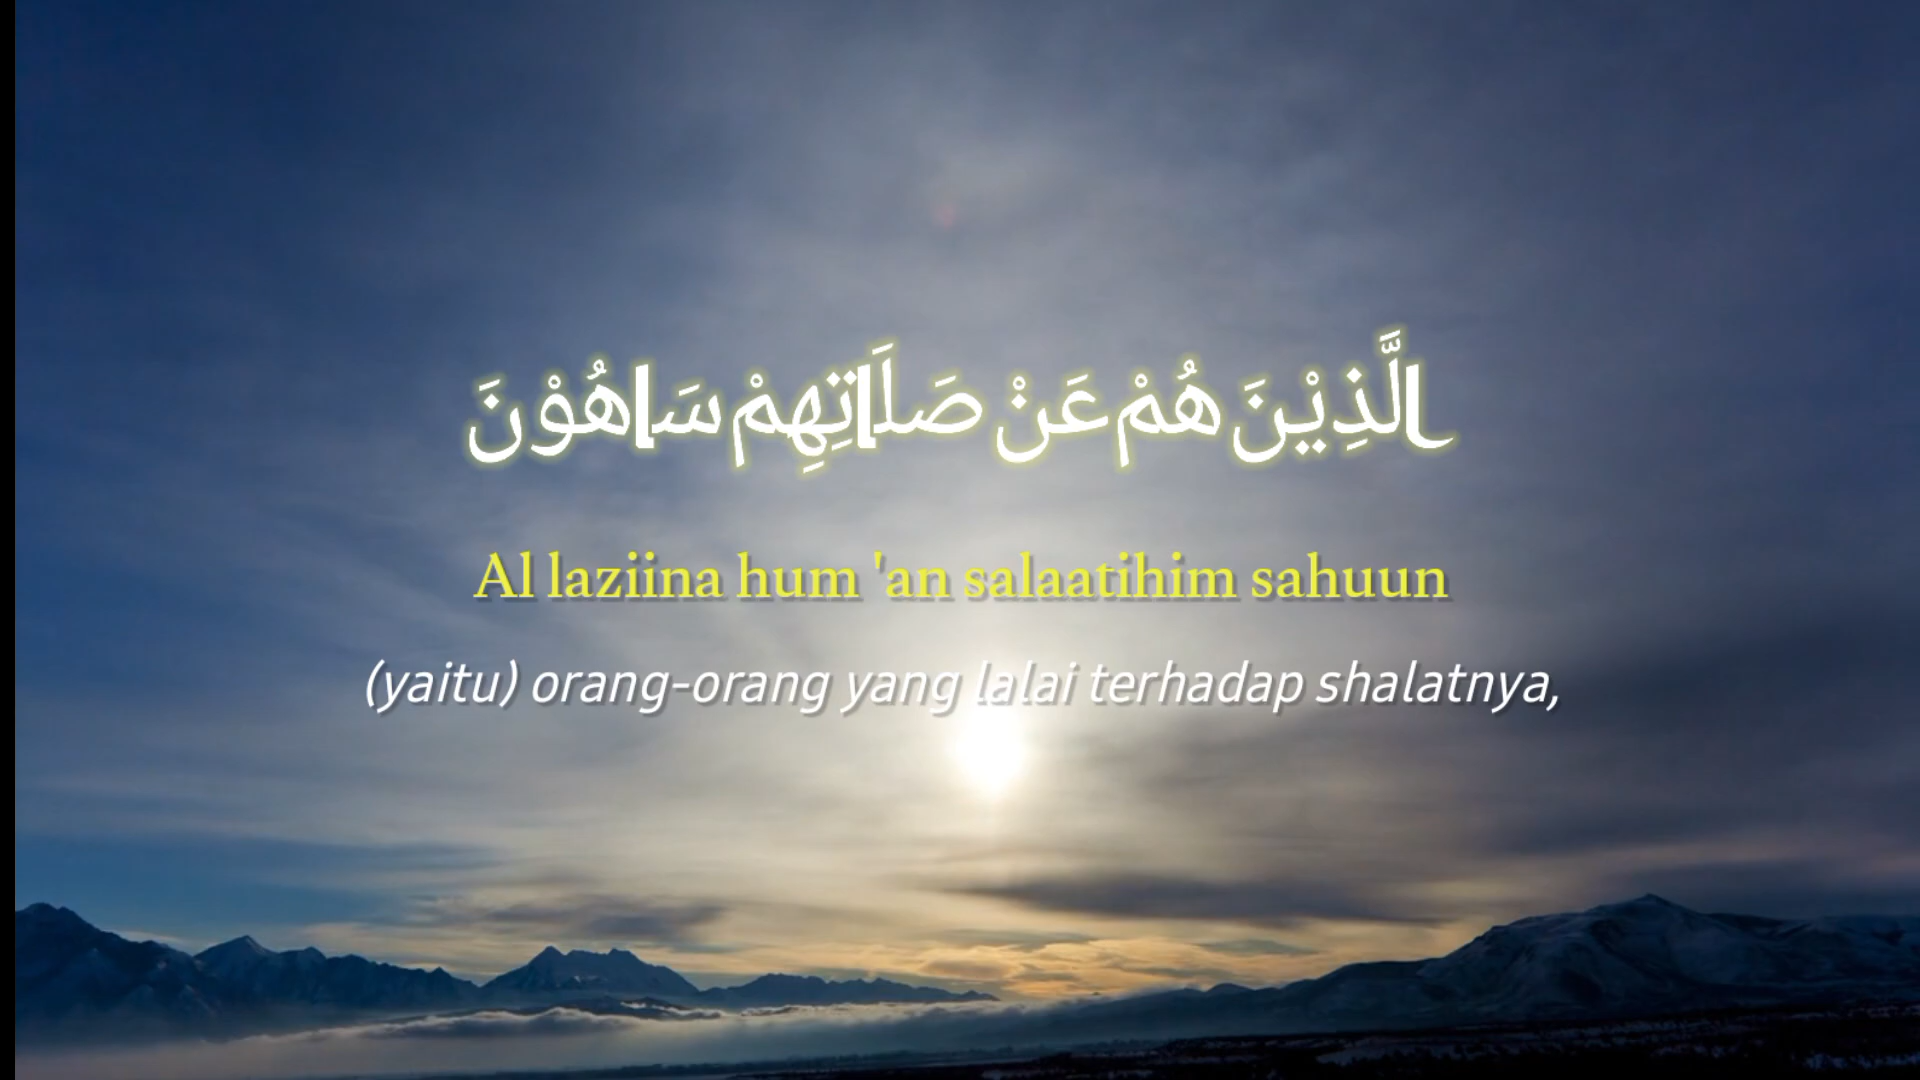 الَّذِيْنَ هُمْ عَنْ صَلَاتِهِمْ سَاهُوْنَ
Al laziina hum 'an salaatihim sahuun
(yaitu) orang-orang yang lalai terhadap shalatnya,